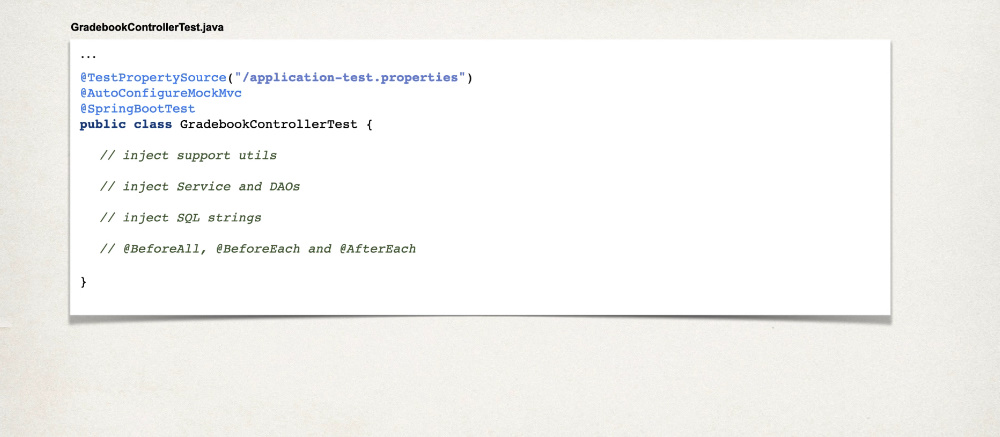 GradebookControllerTest.java
...
@TestPropertySource("/application-test.properties")
@AutoConfigureMockMvc
@SpringBootTest
public class GradebookControllerTest {
// inject support utils
// inject Service and DAOs
// inject SQL strings
// @BeforeAll, @BeforeEach and @AfterEach
}